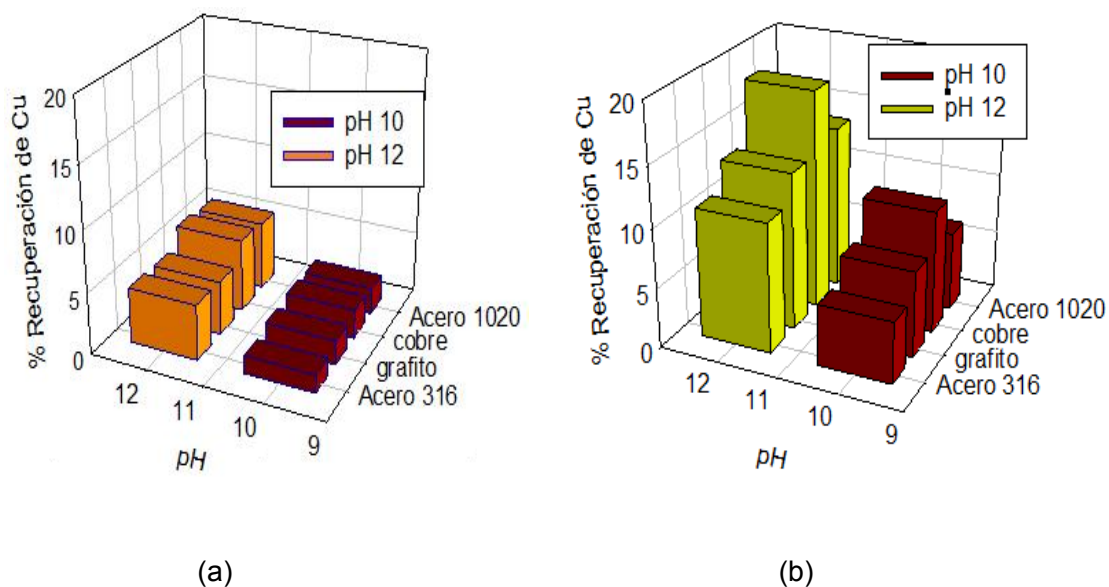 % Recuperación de Cu
20
15
10
5
0
pH 10
pH 12
12
11
10
9
pH
Acero 1020
cobre
grafito
Acero 316
(a)
% Recuperación de Cu
20
15
10
5
0
pH 10
pH 12
12
11
10
9
pH
Acero 1020
cobre
grafito
Acero 316
(b)